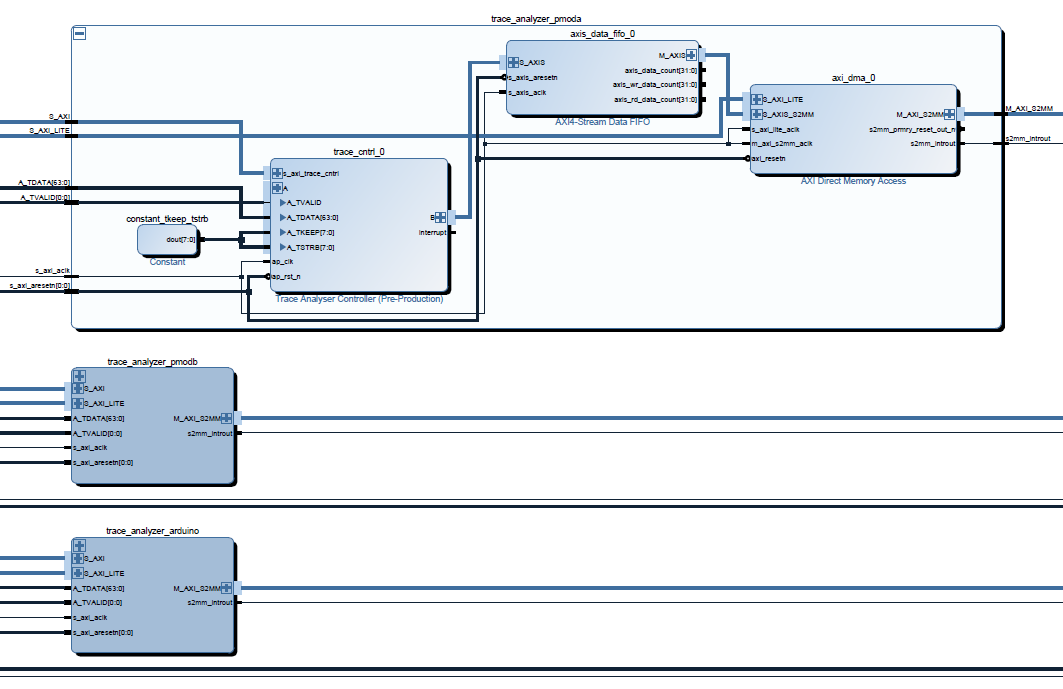 trace_analyzer_pmoda
axis_data_fifo_0
S_AXIS
s_axis_aresetn
s_axis_aclk
M_AXIS
axis_data_count[31:0]
axis_wr_data_count[31:0]
axis_rd_data_count[31:0]
AXI4-Stream Data FIFO
axi_dma_0
S_AXI_LITE
S_AXIS_S2MM
s_axi_lite_aclk
m_axi_s2mm_aclk
axi_resetn
M_AXI_S2MM
s2mm_prmry_reset_out_n
s2mm_introut
AXI Direct Memory Access
M_AXI_S2MM
s2mm_introut
S_AXI
S_AXI_LITE
A_TDATA[63:0]
A_TVALID[0:0]
s_axi_aclk
s_axi_aresetn[0:0]
constant_tkeep_tstrb
dout[7:0]
Constant
trace_cntrl_0
s_axi_trace_cntrl
A
A_TVALID
A_TDATA[63:0]
A_TKEEP[7:0]
A_TSTRB[7:0]
ap_clk
ap_rst_n
B
interrupt
Trace Analyser Controller (Pre-Production)
trace_analyzer_pmodb
S_AXI
S_AXI_LITE
A_TDATA[63:0]
A_TVALID[0:0]
s_axi_aclk
s_axi_aresetn[0:0]
M_AXI_S2MM
s2mm_introut
trace_analyzer_arduino
S_AXI
S_AXI_LITE
A_TDATA[63:0]
A_TVALID[0:0]
s_axi_aclk
s_axi_aresetn[0:0]
M_AXI_S2MM
s2mm_introut